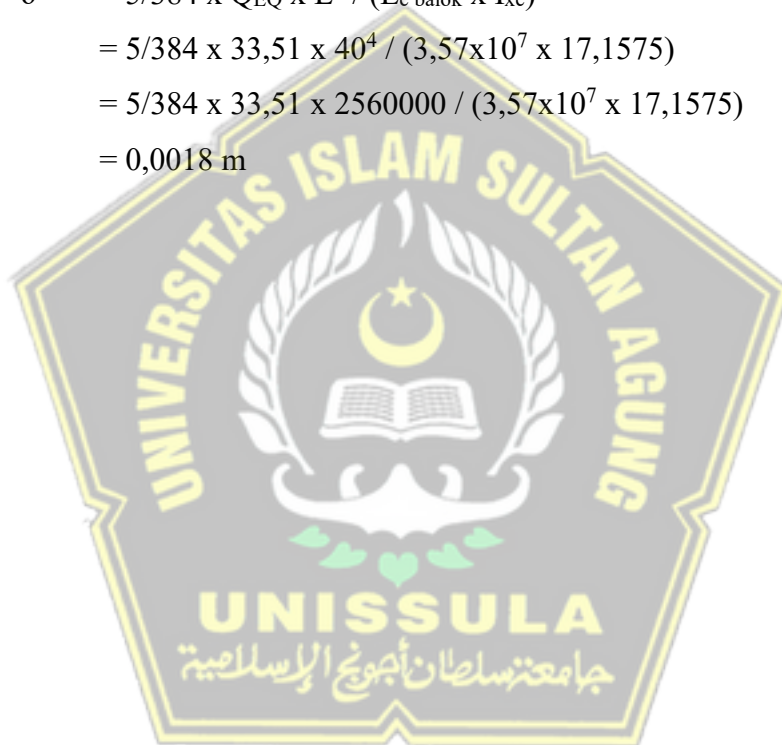 = 5/384 x 33,51 x 40⁴ / (3,57x10⁷ x 17,1575)
= 5/384 x 33,51 x 2560000 / (3,57x10⁷ x 17,1575)
= 0,0018 m
UNIVERSITAS ISLAM SULTAN AGUNG
UNISSULA
جامعة سلطان أجونج الإسلامية